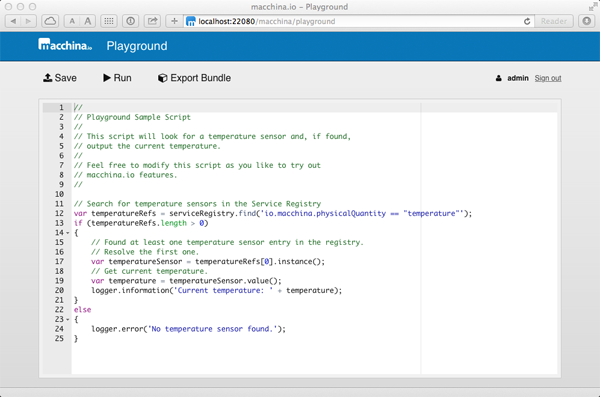 macchina.io – Playground
A A + localhost:22080/macchina/playground Reader
macchina.io Playground
Save Run Export Bundle admin Sign out
1 //
2 // Playground Sample Script
3 //
4 // This script will look for a temperature sensor and, if found,
5 // output the current temperature.
6 //
7 // Feel free to modify this script as you like to try out
8 // macchina.io features.
9 //
10
11 // Search for temperature sensors in the Service Registry
12 var temperatureRefs = serviceRegistry.find('io.macchina.physicalQuantity == "temperature"');
13 if (temperatureRefs.length > 0)
14 {
15     // Found at least one temperature sensor entry in the registry.
16     // Resolve the first one.
17     var temperatureSensor = temperatureRefs[0].instance();
18     // Get current temperature.
19     var temperature = temperatureSensor.value();
20     logger.information('Current temperature: ' + temperature);
21 }
22 else
23 {
24     logger.error('No temperature sensor found.');
25 }